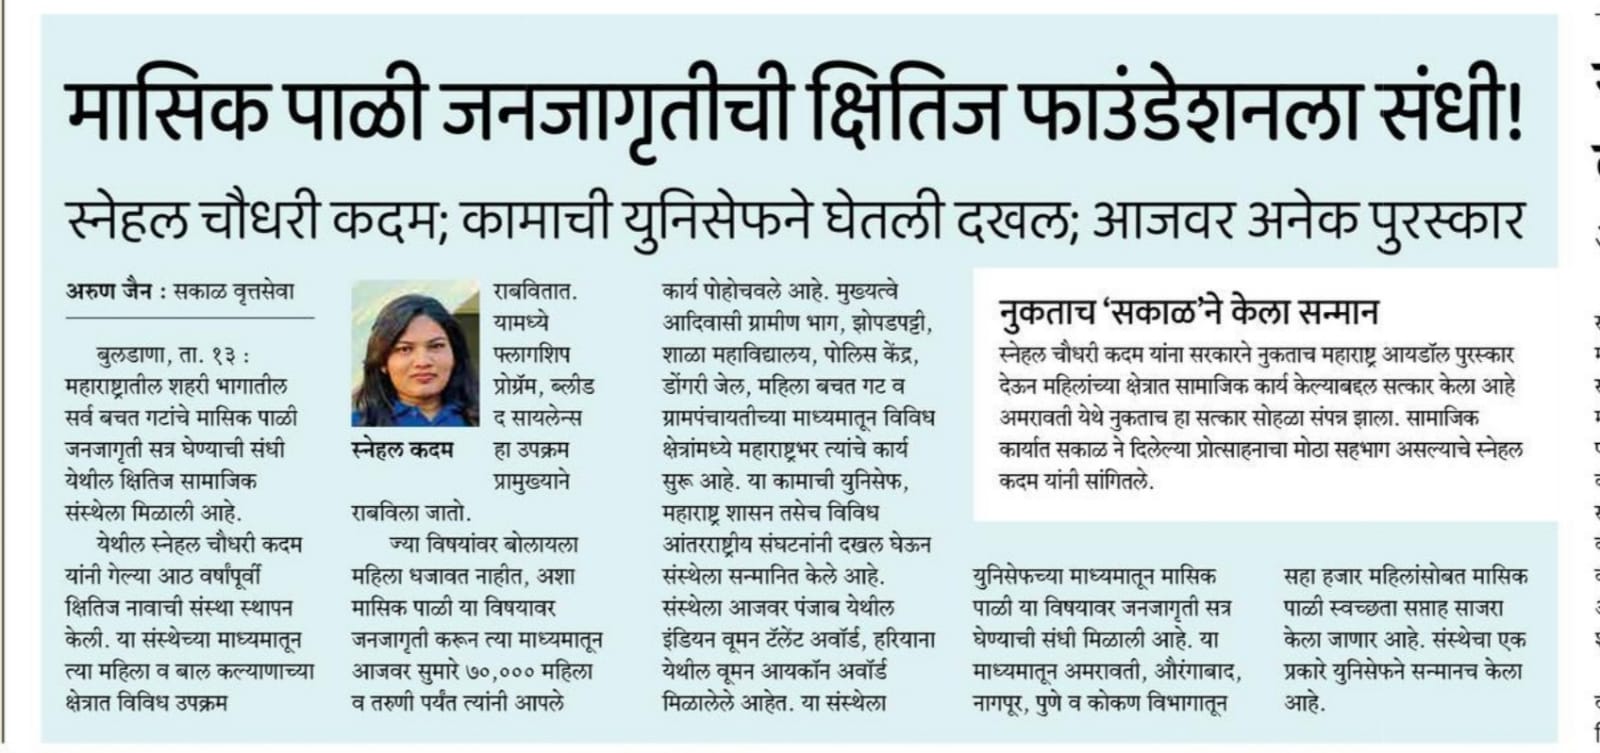 मासिक पाळी जनजागृतीची क्षितिज फाउंडेशनला संधी!
स्नेहल चौधरी कदम; कामाची युनिसेफने घेतली दखल; आजवर अनेक पुरस्कार
अरुण जैन : सकाळ वृत्तसेवा
बुलडाणा, ता. १३ :
महाराष्ट्रातील शहरी भागातील
सर्व बचत गटांचे मासिक पाळी
जनजागृती सत्र घेण्याची संधी
येथील क्षितिज सामाजिक
संस्थेला मिळाली आहे.
येथील स्नेहल चौधरी कदम
यांनी गेल्या आठ वर्षांपूर्वी
क्षितिज नावाची संस्था स्थापन
केली. या संस्थेच्या माध्यमातून
त्या महिला व बाल कल्याणाच्या
क्षेत्रात विविध उपक्रम
स्नेहल कदम
राबवितात.
यामध्ये
फ्लागशिप
प्रोग्रॅम, ब्लीड
द सायलेन्स
हा उपक्रम
प्रामुख्याने
राबविला जातो.
ज्या विषयांवर बोलायला
महिला धजावत नाहीत, अशा
मासिक पाळी या विषयावर
जनजागृती करून त्या माध्यमातून
आजवर सुमारे ७०,००० महिला
व तरुणी पर्यंत त्यांनी आपले
कार्य पोहोचवले आहे. मुख्यत्वे
आदिवासी ग्रामीण भाग, झोपडपट्टी,
शाळा महाविद्यालय, पोलिस केंद्र,
डोंगरी जेल, महिला बचत गट व
ग्रामपंचायतीच्या माध्यमातून विविध
क्षेत्रांमध्ये महाराष्ट्रभर त्यांचे कार्य
सुरू आहे. या कामाची युनिसेफ,
महाराष्ट्र शासन तसेच विविध
आंतरराष्ट्रीय संघटनांनी दखल घेऊन
संस्थेला सन्मानित केले आहे.
संस्थेला आजवर पंजाब येथील
इंडियन वूमन टॅलेंट अवॉर्ड, हरियाना
येथील वूमन आयकॉन अवॉर्ड
मिळालेले आहेत. या संस्थेला
नुकताच ‘सकाळ’ने केला सन्मान
स्नेहल चौधरी कदम यांना सरकारने नुकताच महाराष्ट्र आयडॉल पुरस्कार
देऊन महिलांच्या क्षेत्रात सामाजिक कार्य केल्याबद्दल सत्कार केला आहे
अमरावती येथे नुकताच हा सत्कार सोहळा संपन्न झाला. सामाजिक
कार्यात सकाळ ने दिलेल्या प्रोत्साहनाचा मोठा सहभाग असल्याचे स्नेहल
कदम यांनी सांगितले.
युनिसेफच्या माध्यमातून मासिक
पाळी या विषयावर जनजागृती सत्र
घेण्याची संधी मिळाली आहे. या
माध्यमातून अमरावती, औरंगाबाद,
नागपूर, पुणे व कोकण विभागातून
सहा हजार महिलांसोबत मासिक
पाळी स्वच्छता सप्ताह साजरा
केला जाणार आहे. संस्थेचा एक
प्रकारे युनिसेफने सन्मानच केला
आहे.